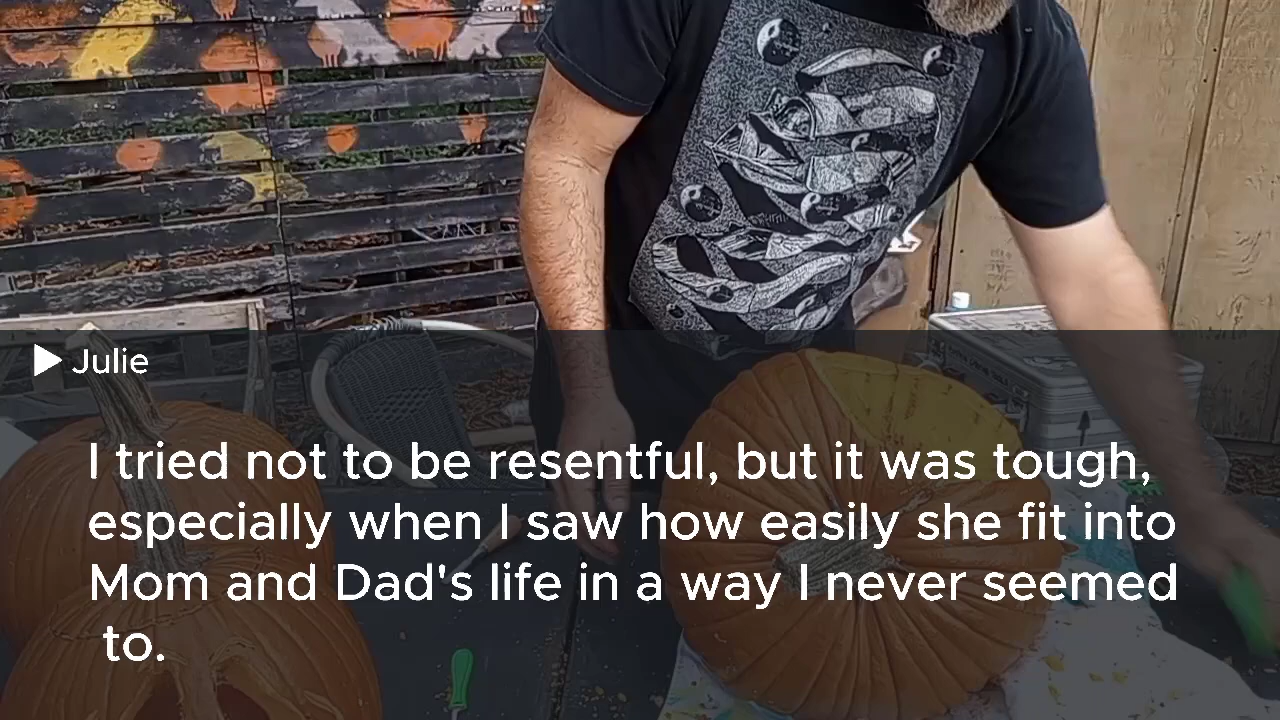 Julie
I tried not to be resentful, but it was tough,
especially when I saw how easily she fit into
Mom and Dad's life in a way I never seemed
to.